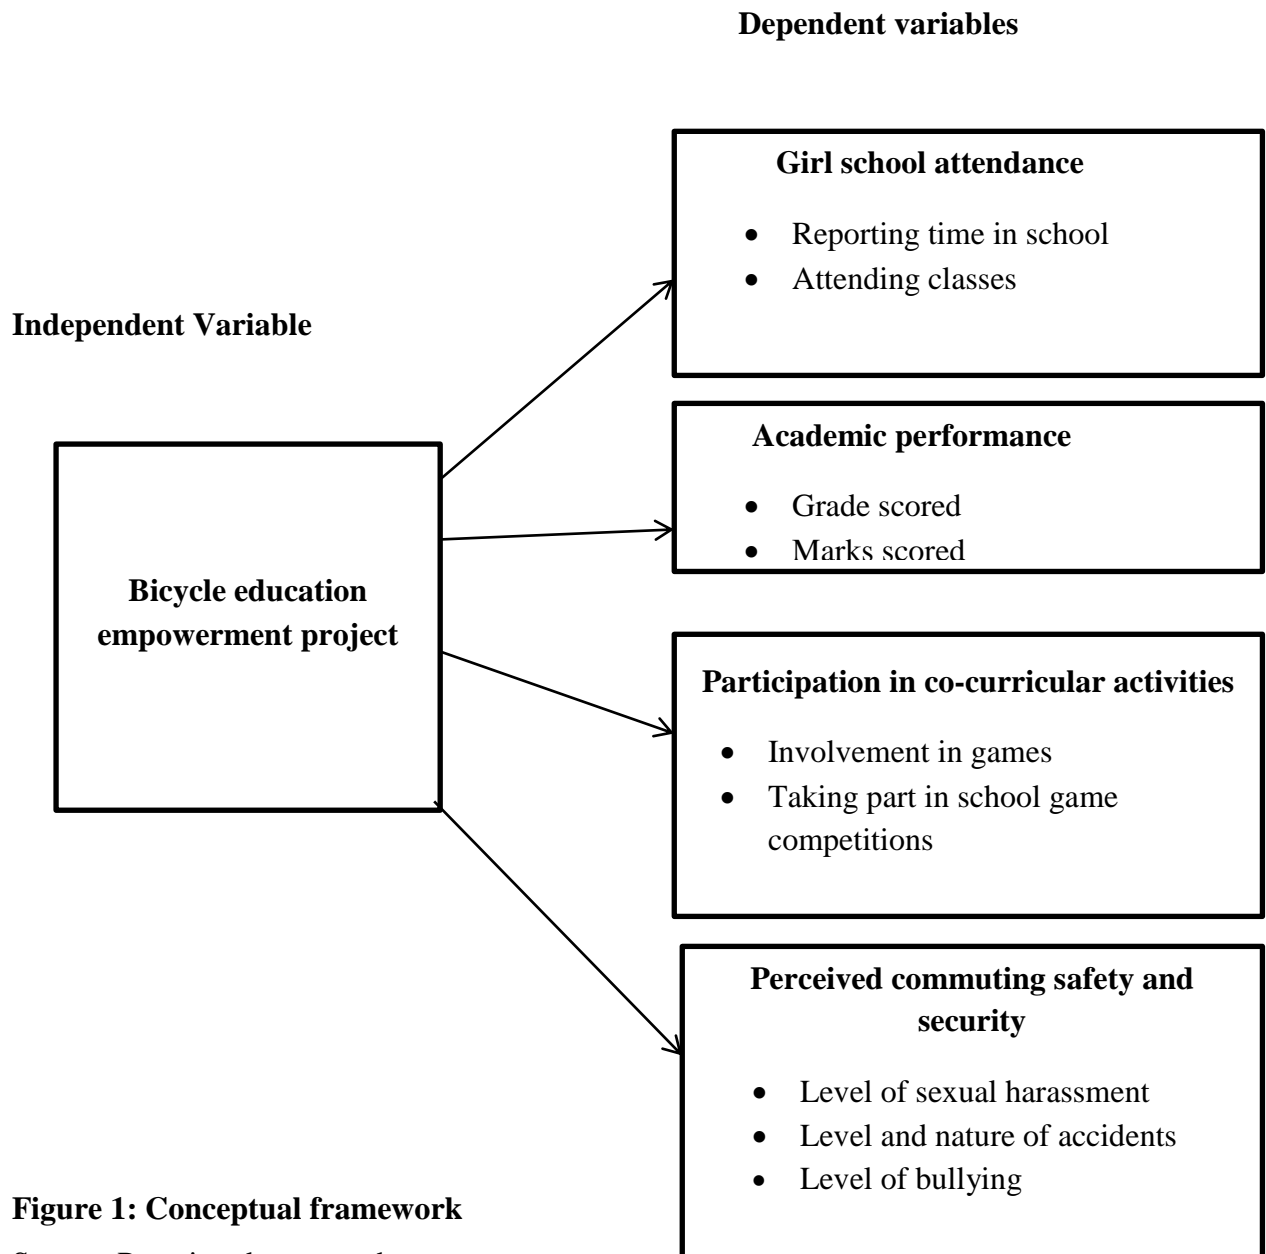 Dependent variables
Girl school attendance
• Reporting time in school
• Attending classes
Independent Variable
Academic performance
• Grade scored
• Marks scored
Bicycle education
empowerment project
Participation in co-curricular activities
• Involvement in games
• Taking part in school game
competitions
Perceived commuting safety and
security
• Level of sexual harassment
• Level and nature of accidents
• Level of bullying
Figure 1: Conceptual framework